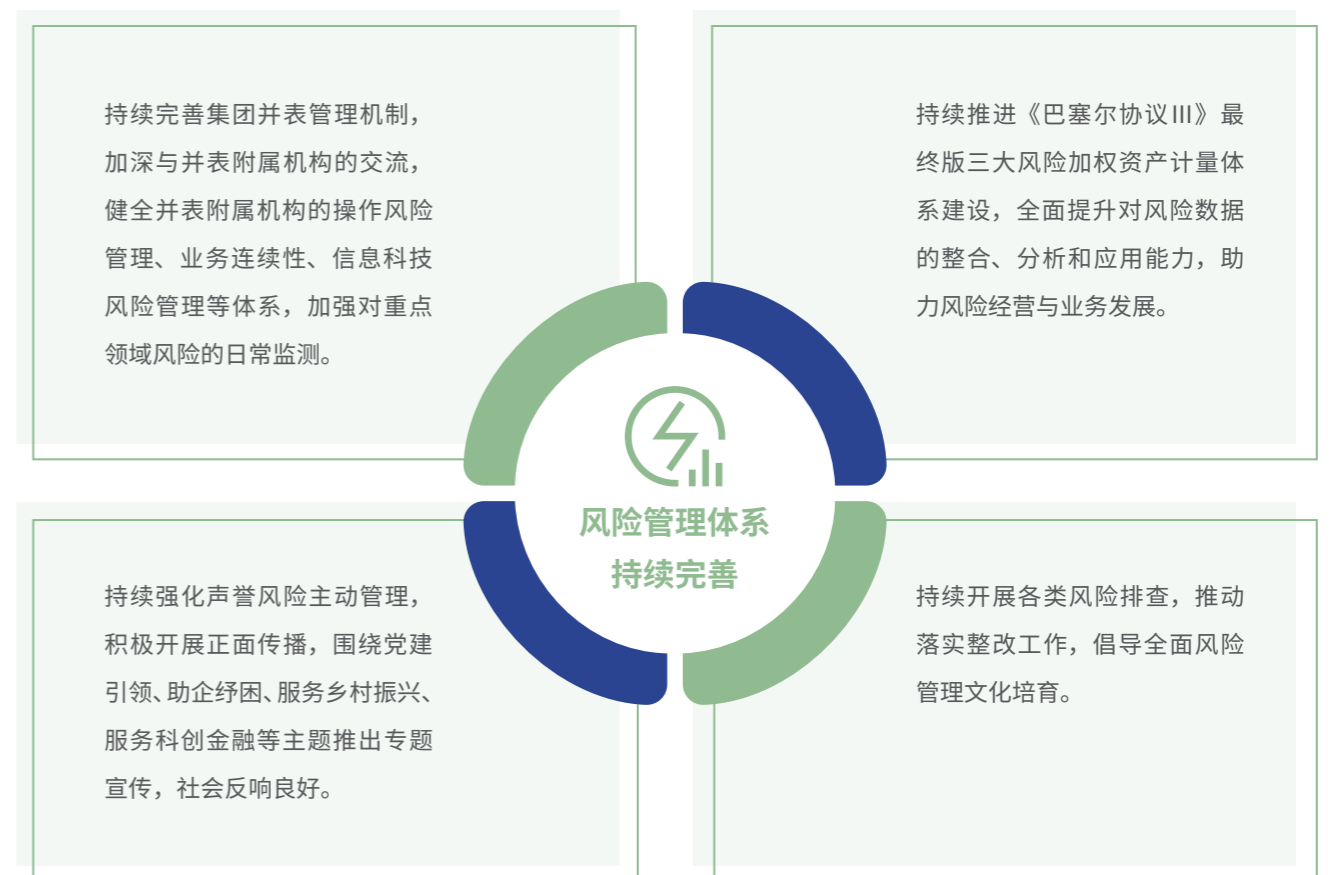 持续完善集团并表管理机制，
加深与并表附属机构的交流，
健全并表附属机构的操作风险
管理、业务连续性、信息科技
风险管理等体系，加强对重点
领域风险的日常监测。
持续推进《巴塞尔协议III》最
终版三大风险加权资产计量体
系建设，全面提升对风险数据
的整合、分析和应用能力，助
力风险经营与业务发展。
风险管理体系
持续完善
持续强化声誉风险主动管理，
积极开展正面传播，围绕党建
引领、助企纾困、服务乡村振兴、
服务科创金融等主题推出专题
宣传，社会反响良好。
持续开展各类风险排查，推动
落实整改工作，倡导全面风险
管理文化培育。